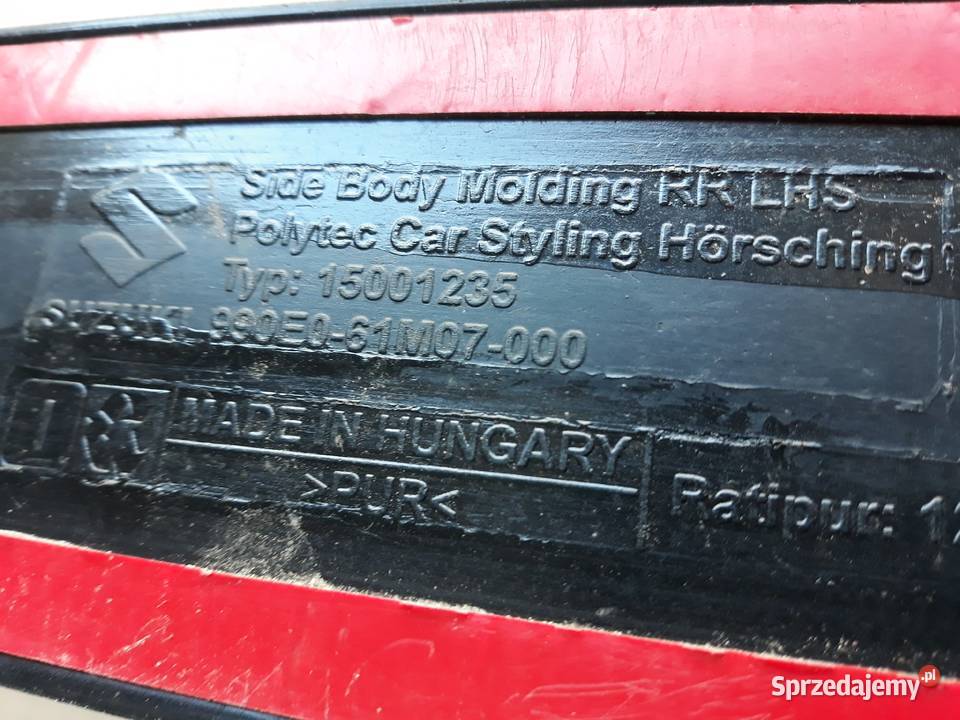 Side Body Molding RR LHS
Polytec Car Styling Hörsching
Typ: 15001235
SUZUKI 990E0-61M07-000
MADE IN HUNGARY
>PUR<
Ratipur: 12
Sprzedajemy.pl